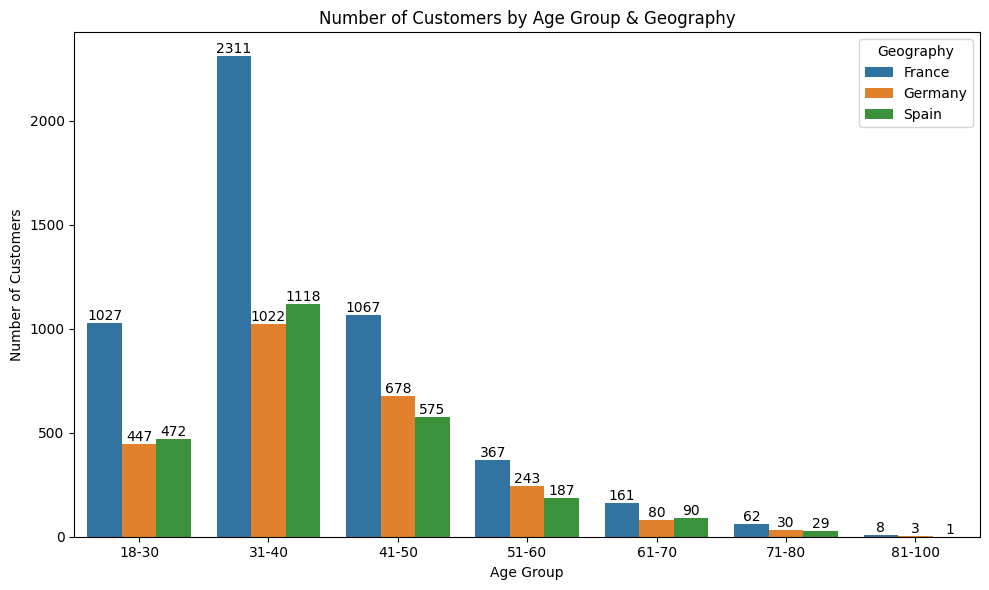 Number of Customers by Age Group & Geography
Geography
France
Germany
Spain
Number of Customers
2000
1500
1000
500
0
1027 447 472
2311 1022 1118
1067 678 575
367 243 187
161 80 90
62 30 29
8 3 1
18-30 31-40 41-50 51-60 61-70 71-80 81-100
Age Group